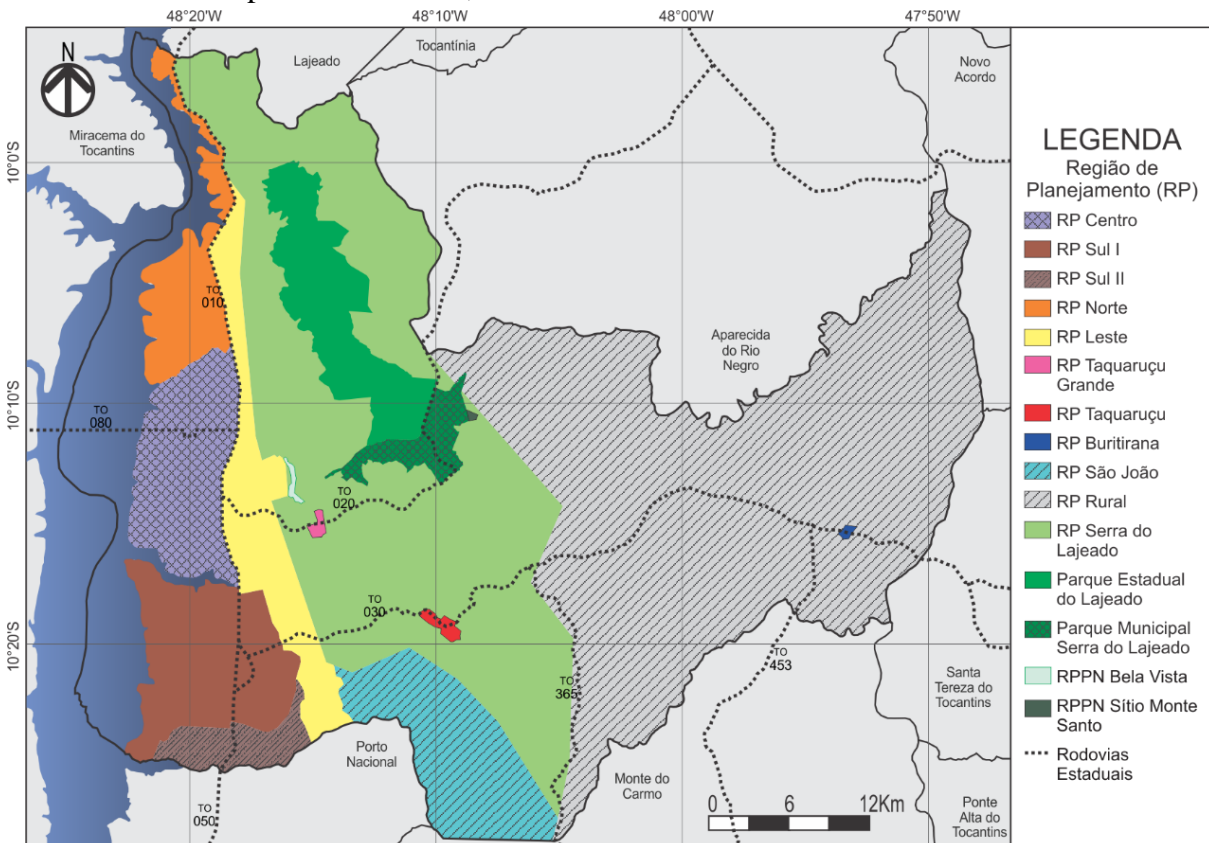 48°20'W
48°10'W
48°00'W
47°50'W
N
Lajeado
Tocantínia
Novo
Acordo
Miracema do
Tocantins
10°0'S
TO
010
Aparecida
do Rio
Negro
10°10'S
TO
080
TO
020
TO
030
10°20'S
TO
365
TO
453
Santa
Tereza do
Tocantins
Porto
Nacional
Monte do
Carmo
TO
050
0 6 12Km
Ponte
Alta do
Tocantins
LEGENDA
Região de
Planejamento (RP)
RP Centro
RP Sul I
RP Sul II
RP Norte
RP Leste
RP Taquaruçu
Grande
RP Taquaruçu
RP Buritirana
RP São João
RP Rural
RP Serra do
Lajeado
Parque Estadual
do Lajeado
Parque Municipal
Serra do Lajeado
RPPN Bela Vista
RPPN Sítio Monte
Santo
Rodovias
Estaduais